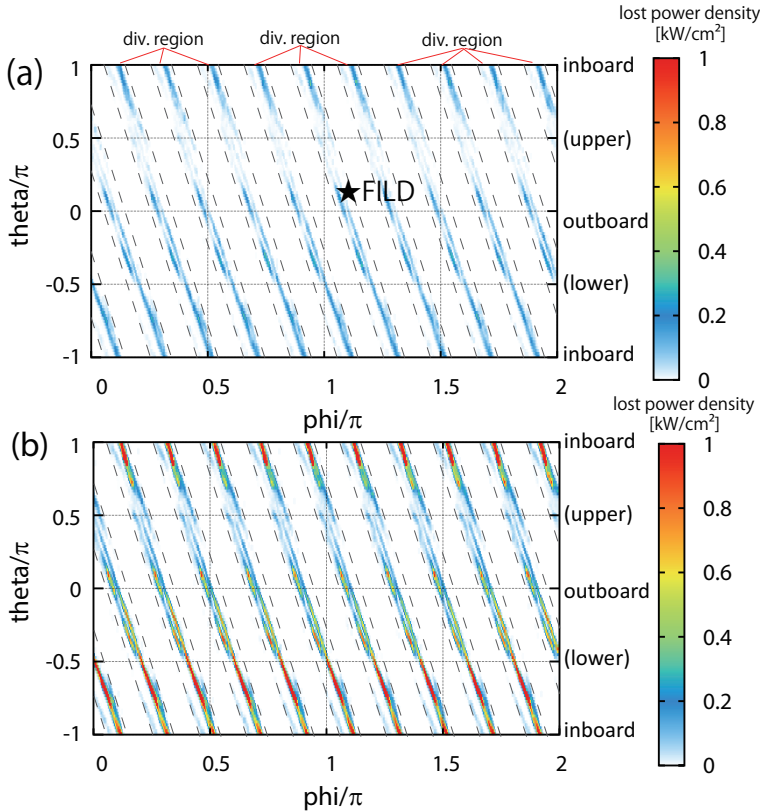 lost power density
[kW/cm²]
div. region
div. region
div. region
(a)
1
0.5
0
-0.5
-1
theta/π
★FILD
inboard
(upper)
outboard
(lower)
inboard
1
0.8
0.6
0.4
0.2
0
0
0.5
1
1.5
2
phi/π
lost power density
[kW/cm²]
(b)
1
0.5
0
-0.5
-1
theta/π
inboard
(upper)
outboard
(lower)
inboard
1
0.8
0.6
0.4
0.2
0
0
0.5
1
1.5
2
phi/π